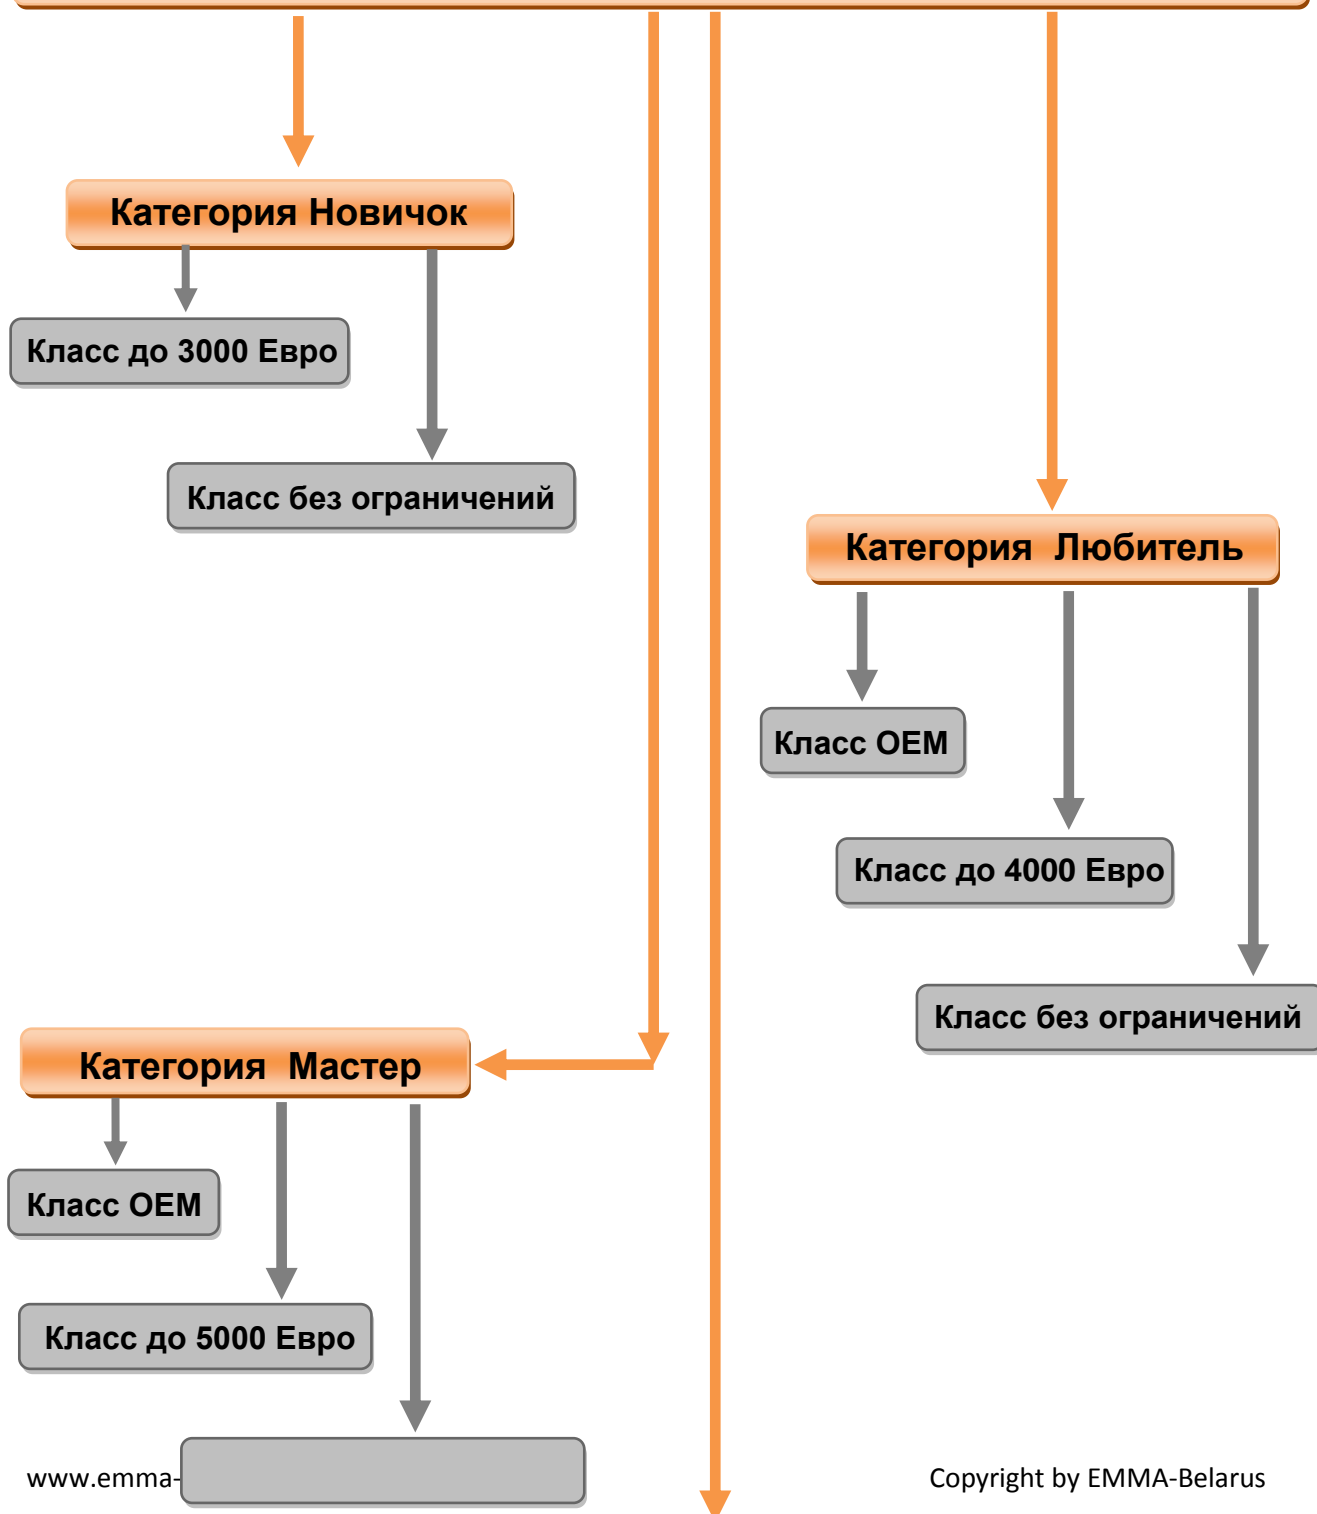 Категория Новичок
Класс до 3000 Евро
Класс без ограничений
Категория Любитель
Класс OEM
Класс до 4000 Евро
Класс без ограничений
Категория Мастер
Класс OEM
Класс до 5000 Евро
www.emma-
Copyright by EMMA-Belarus